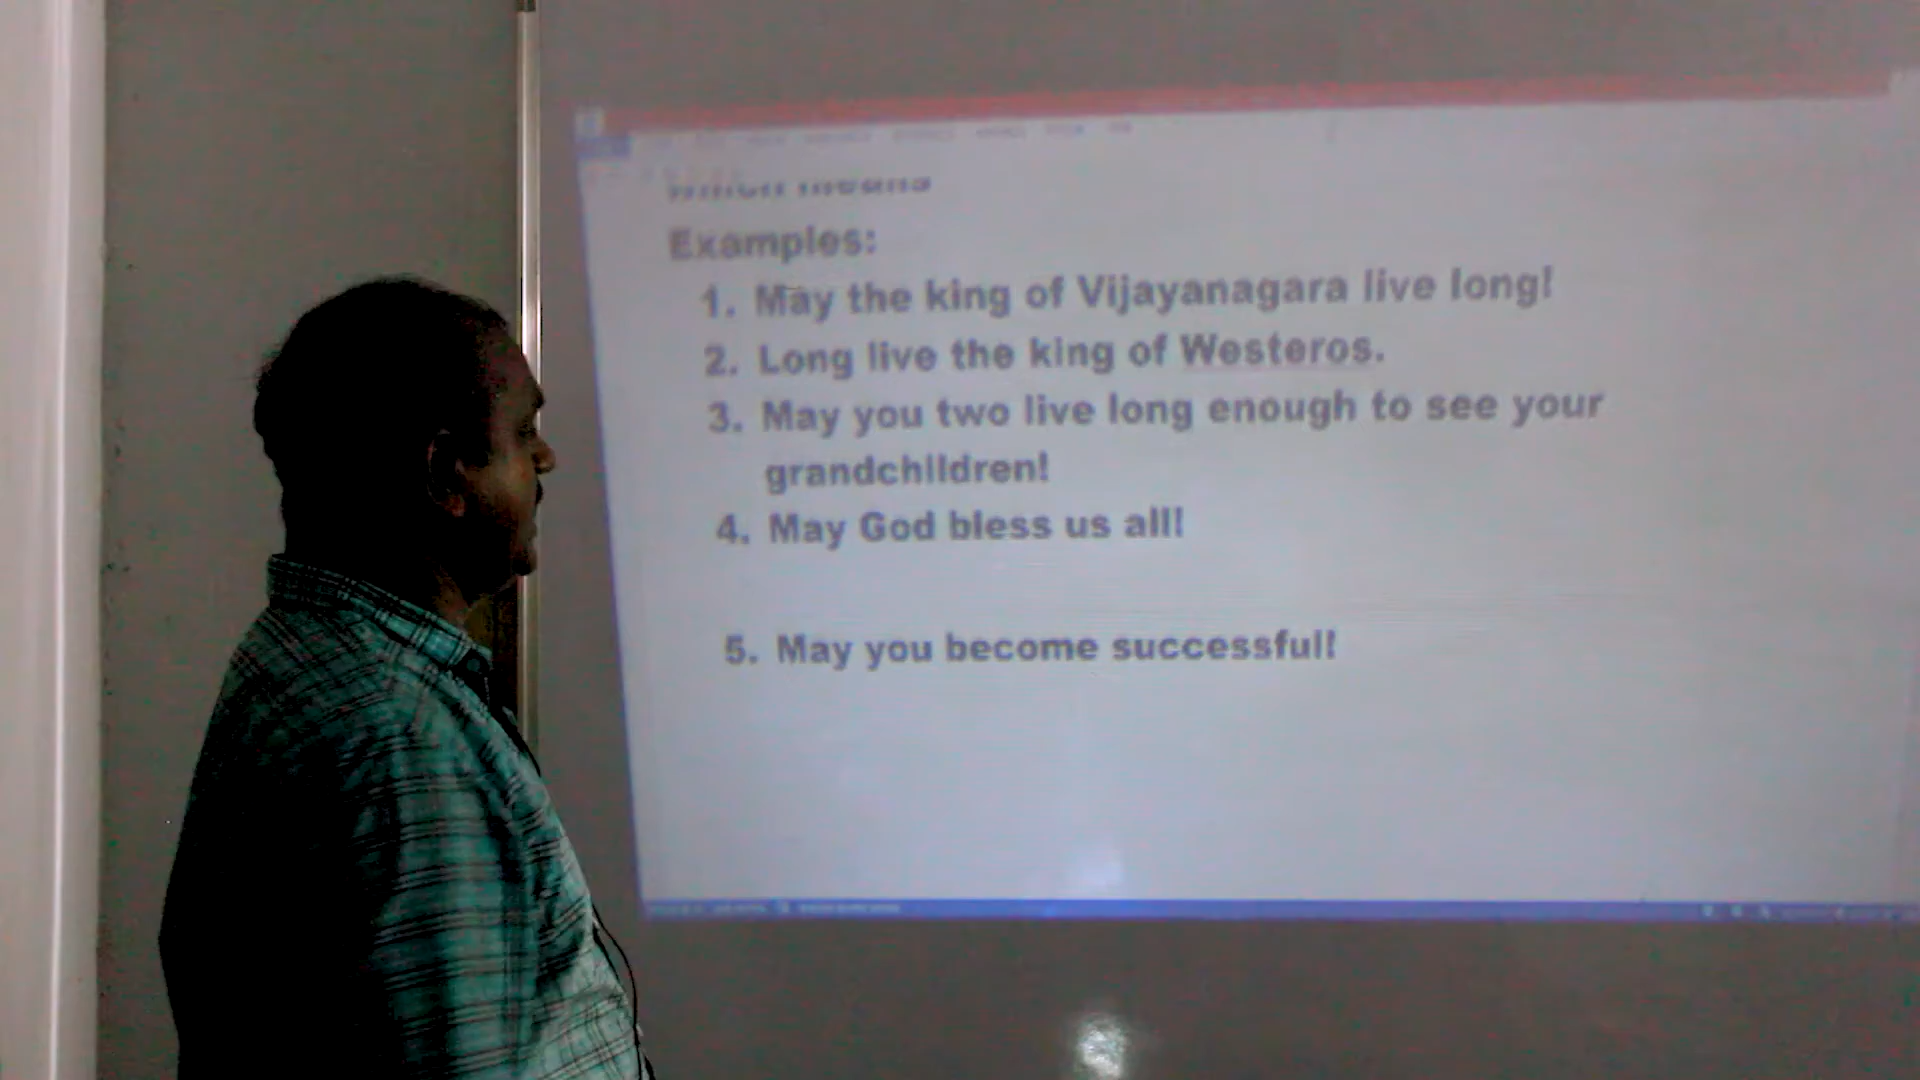 Examples:
1. May the king of Vijayanagara live long!
2. Long live the king of Westeros.
3. May you two live long enough to see your
grandchildren!
4. May God bless us all!
5. May you become successful!